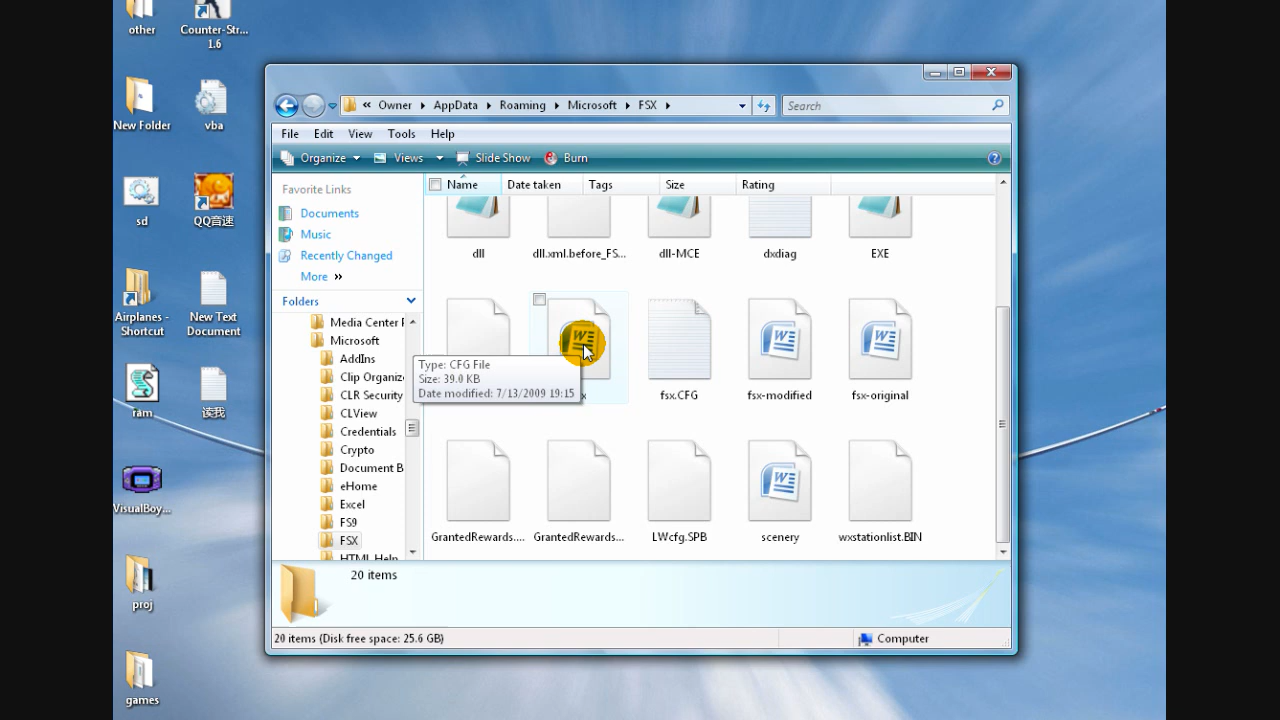 other
Counter-Str...
1.6
New Folder
vba
sd
QQ音速
Airplanes -
Shortcut
New Text
Document
ram
读我
VisualBoy...
proj
games
« Owner AppData Roaming Microsoft FSX
Search
File Edit View Tools Help
Organize Views Slide Show Burn
Favorite Links
Documents
Music
Recently Changed
More »
Folders
Media Center F
Microsoft
AddIns
Clip Organiz
CLR Security
CLView
Credentials
Crypto
Document B
eHome
Excel
FS9
FSX
HTML Help
Name Date taken Tags Size Rating
dll dll.xml.before_FS... dll-MCE dxdiag EXE
Type: CFG File
Size: 39.0 KB
Date modified: 7/13/2009 19:15
x fsx.CFG fsx-modified fsx-original
GrantedRewards.... GrantedRewards... LWcfg.SPB scenery wxstationlist.BIN
20 items
20 items (Disk free space: 25.6 GB)
Computer